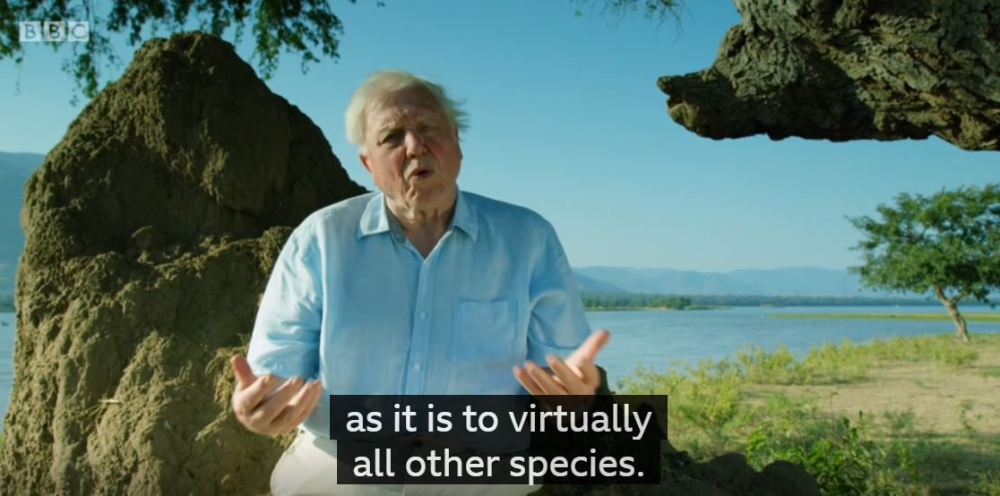 BBC
as it is to virtually
all other species.